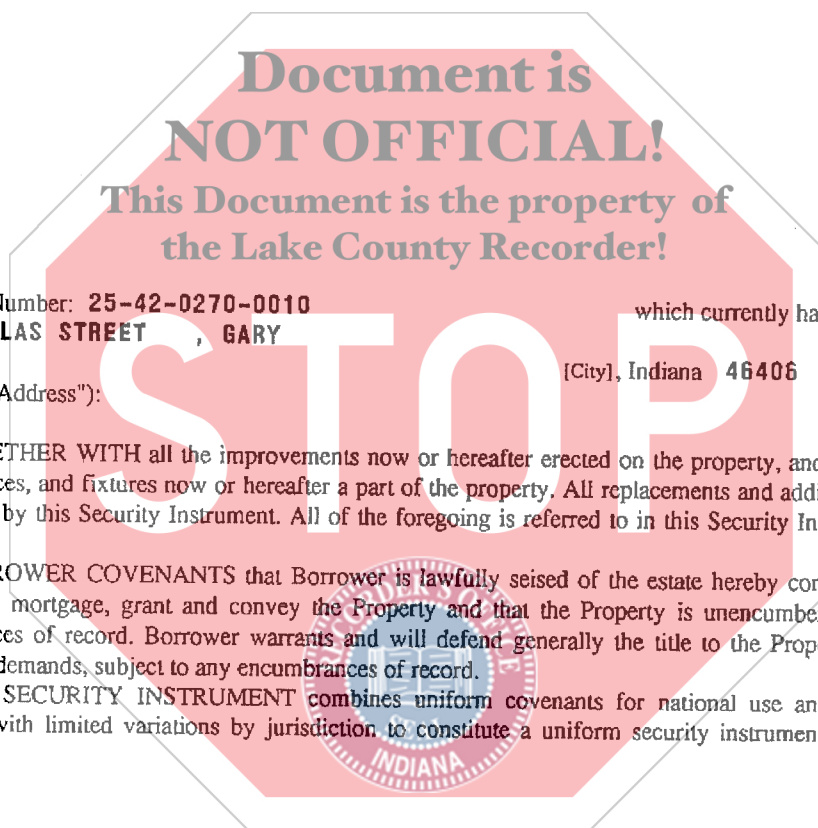 Document is
NOT OFFICIAL!
This Document is the property of
the Lake County Recorder!
Number: 25-42-0270-0010 which currently ha
LAS STREET , GARY
[City], Indiana 46406
Address"):
STOP
ETHER WITH all the improvements now or hereafter erected on the property, and
ces, and fixtures now or hereafter a part of the property. All replacements and addi
by this Security Instrument. All of the foregoing is referred to in this Security In
ROWER COVENANTS that Borrower is lawfully seised of the estate hereby con
mortgage, grant and convey the Property and that the Property is unencumbe
ces of record. Borrower warrants and will defend generally the title to the Prop
demands, subject to any encumbrances of record.
SECURITY INSTRUMENT combines uniform covenants for national use an
with limited variations by jurisdiction to constitute a uniform security instrumen
RECORDER'S OFFICE
SEAL
INDIANA